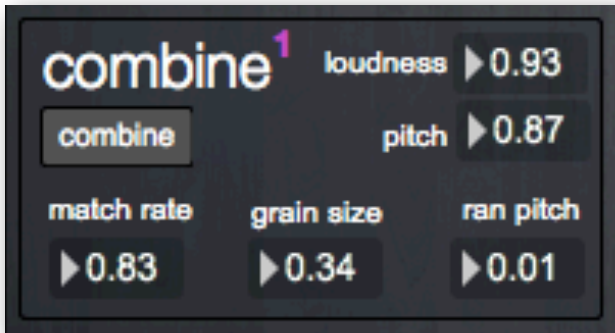 combine¹ loudness 0.93
combine pitch 0.87
match rate grain size ran pitch
0.83 0.34 0.01